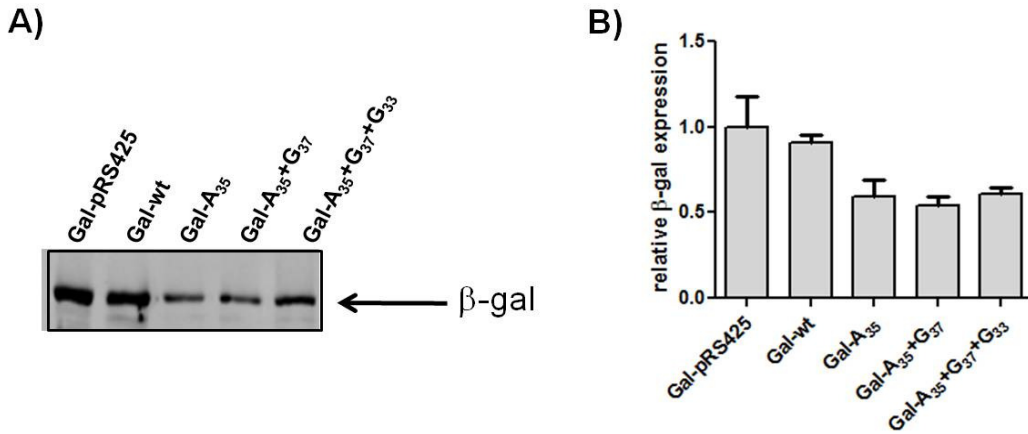 A)
Gal-pRS425
Gal-wt
Gal-A₃₅
Gal-A₃₅+G₃₇
Gal-A₃₅+G₃₇+G₃₃
β-gal
B)
relative β-gal expression
1.5
1.0
0.5
0.0
Gal-pRS425
Gal-wt
Gal-A₃₅
Gal-A₃₅+G₃₇
Gal-A₃₅+G₃₇+G₃₃